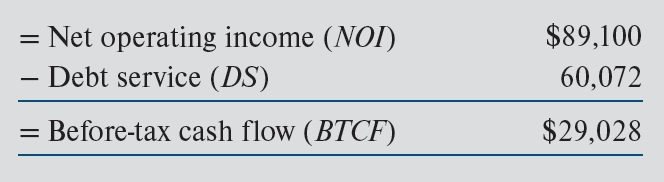 = Net operating income (NOI) $89,100
– Debt service (DS) 60,072
= Before-tax cash flow (BTCF) $29,028